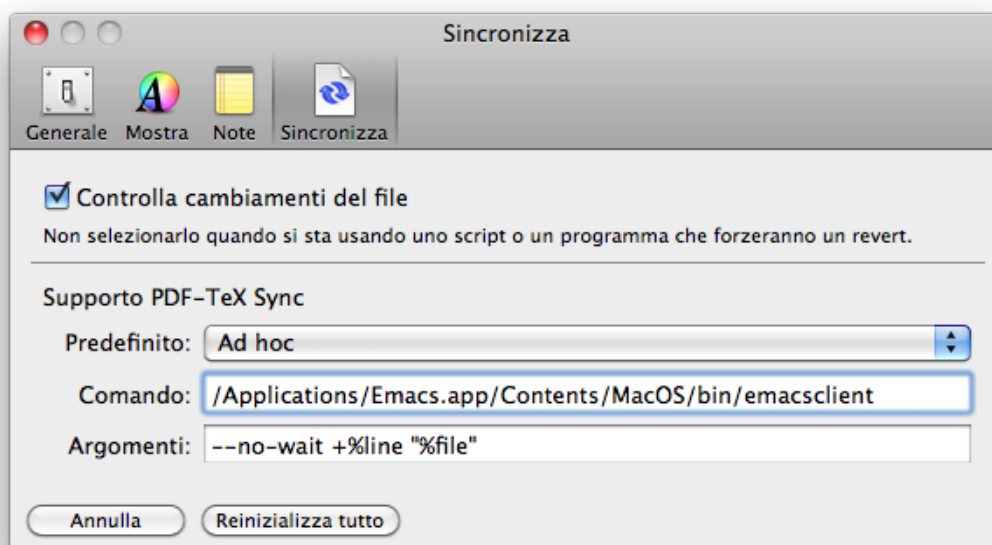 Sincronizza
Generale Mostra Note Sincronizza
Controlla cambiamenti del file
Non selezionarlo quando si sta usando uno script o un programma che forzeranno un revert.
Supporto PDF-TeX Sync
Predefinito: Ad hoc
Comando: /Applications/Emacs.app/Contents/MacOS/bin/emacsclient
Argomenti: --no-wait +%line "%file"
Annulla Reinizializza tutto